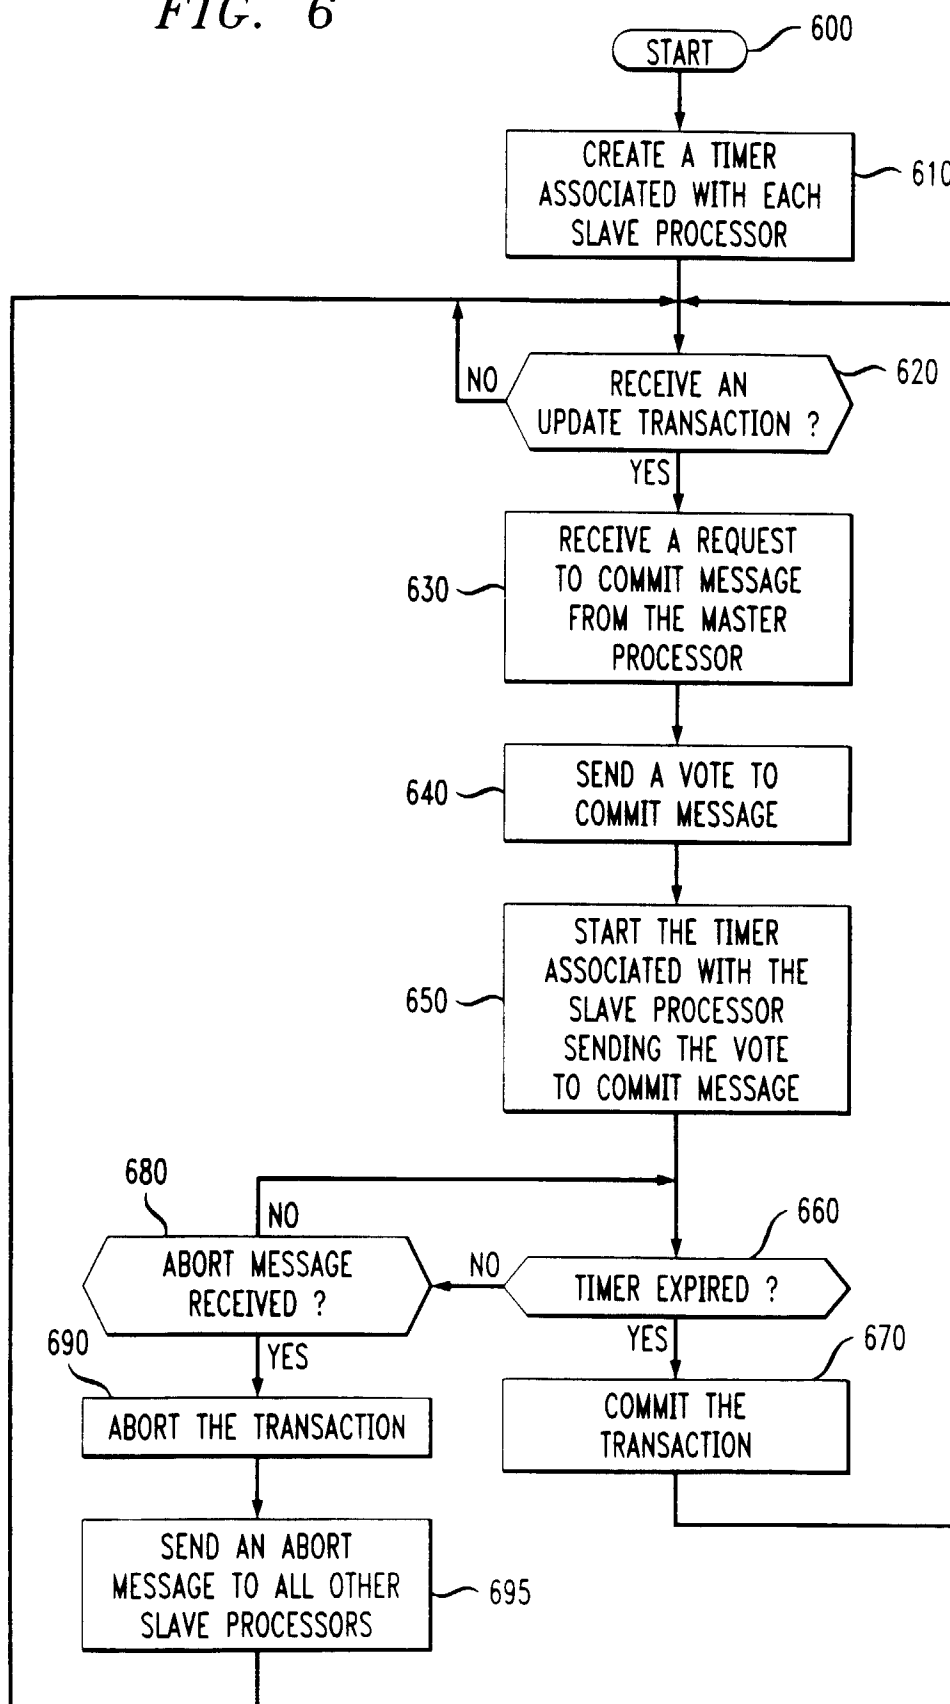 FIG. 6
START
600
CREATE A TIMER
ASSOCIATED WITH EACH
SLAVE PROCESSOR
610
RECEIVE AN
UPDATE TRANSACTION ?
620
NO
YES
RECEIVE A REQUEST
TO COMMIT MESSAGE
FROM THE MASTER
PROCESSOR
630
SEND A VOTE TO
COMMIT MESSAGE
640
START THE TIMER
ASSOCIATED WITH THE
SLAVE PROCESSOR
SENDING THE VOTE
TO COMMIT MESSAGE
650
TIMER EXPIRED ?
660
NO
YES
COMMIT THE
TRANSACTION
670
680
NO
ABORT MESSAGE
RECEIVED ?
YES
690
ABORT THE TRANSACTION
SEND AN ABORT
MESSAGE TO ALL OTHER
SLAVE PROCESSORS
695